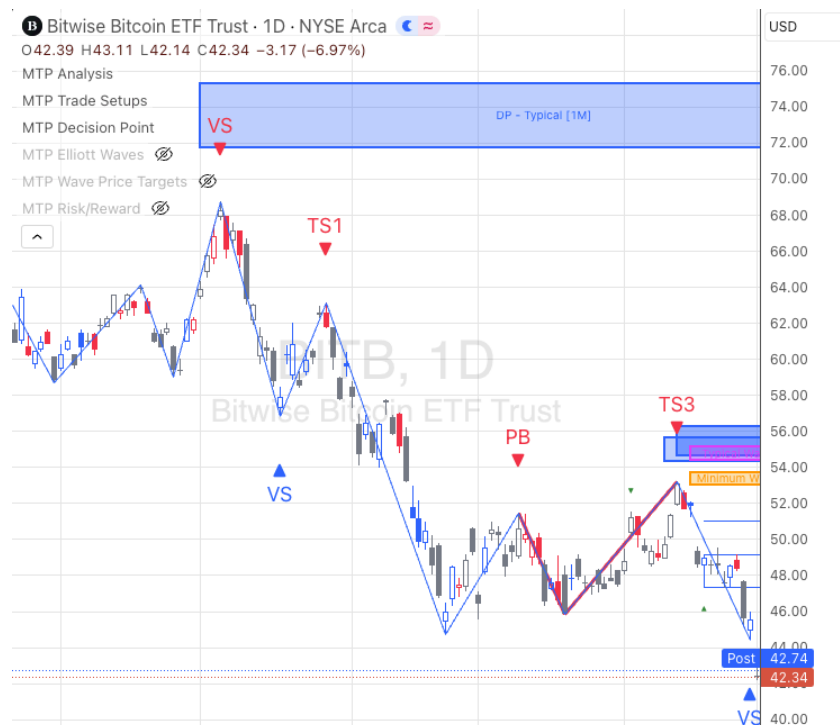 B Bitwise Bitcoin ETF Trust · 1D · NYSE Arca
USD
O42.39 H43.11 L42.14 C42.34 −3.17 (−6.97%)
MTP Analysis
MTP Trade Setups
MTP Decision Point
MTP Elliott Waves
MTP Wave Price Targets
MTP Risk/Reward
DP - Typical [1M]
VS
TS1
VS
PB
TS3
BITB, 1D
Bitwise Bitcoin ETF Trust
Minimum W
76.00
74.00
72.00
70.00
68.00
66.00
64.00
62.00
60.00
58.00
56.00
54.00
52.00
50.00
48.00
46.00
44.00
Post 42.74
42.34
40.00
VS